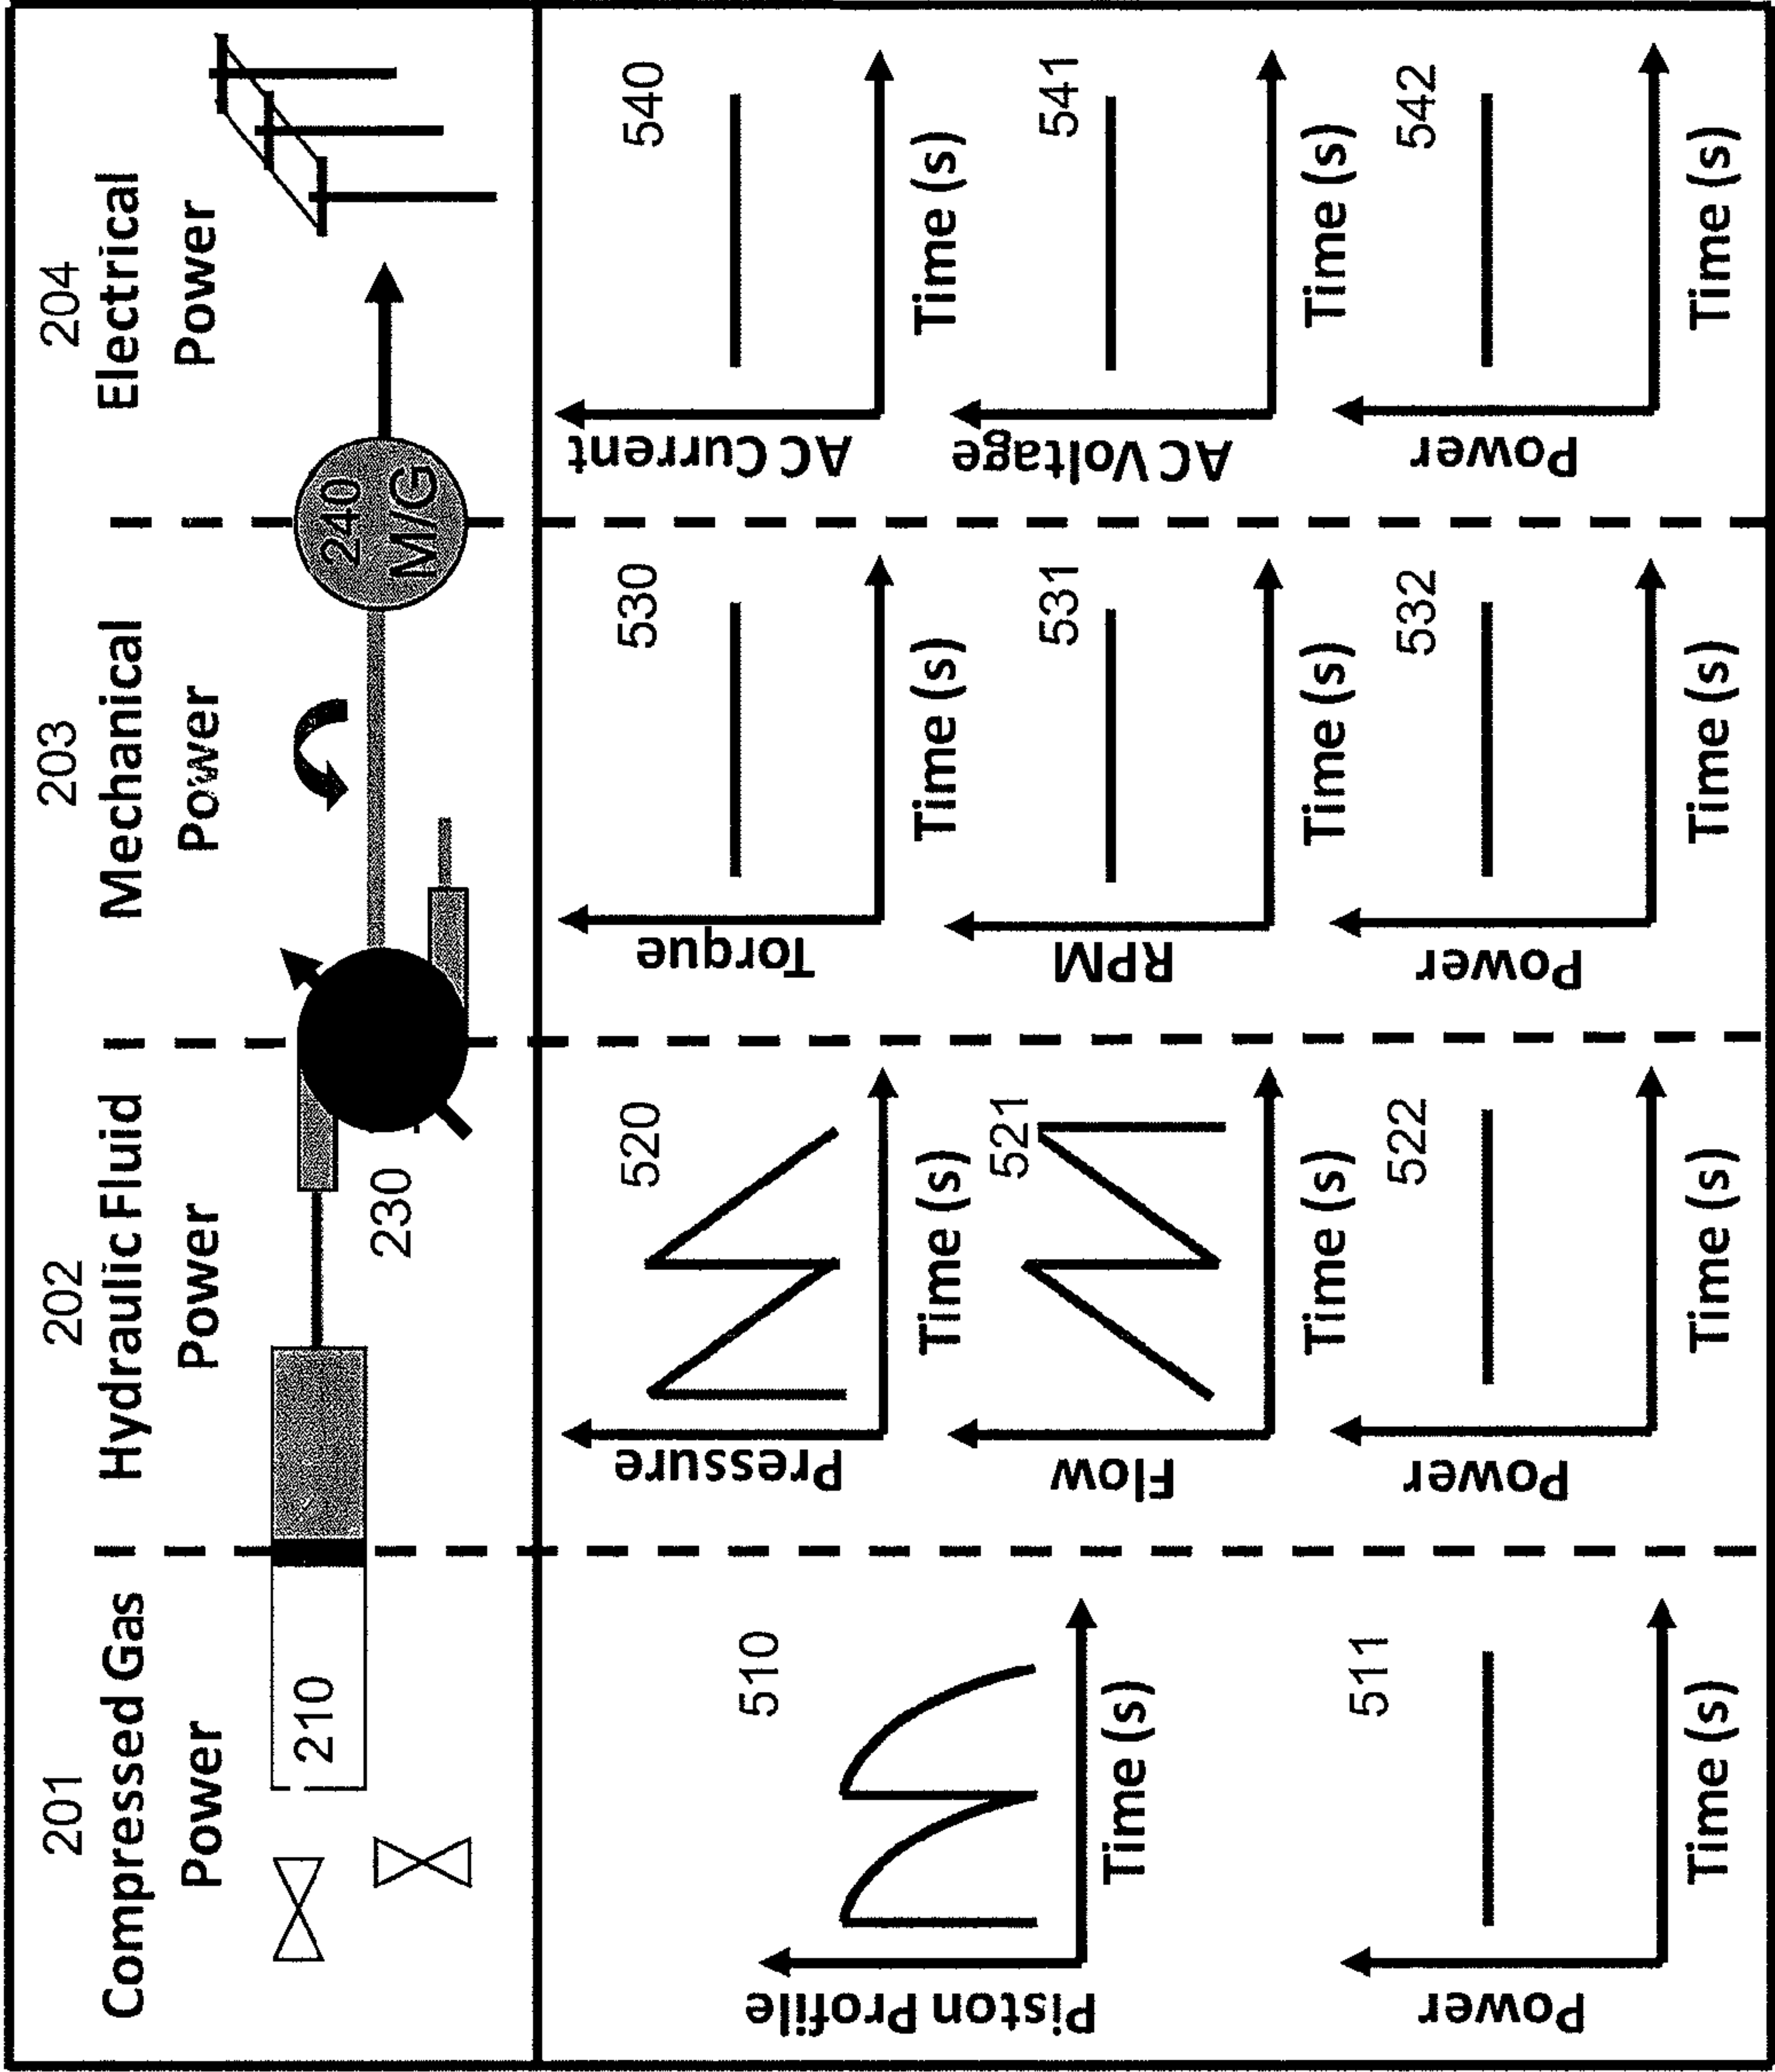 201
Compressed Gas
Power
210
202
Hydraulic Fluid
Power
230
203
Mechanical
Power
204
Electrical
Power
240
M/G
Piston Profile
510
Time (s)
Power
511
Time (s)
Pressure
520
Time (s)
Flow
521
Time (s)
Power
522
Time (s)
Torque
530
Time (s)
RPM
531
Time (s)
Power
532
Time (s)
AC Current
540
Time (s)
AC Voltage
541
Time (s)
Power
542
Time (s)